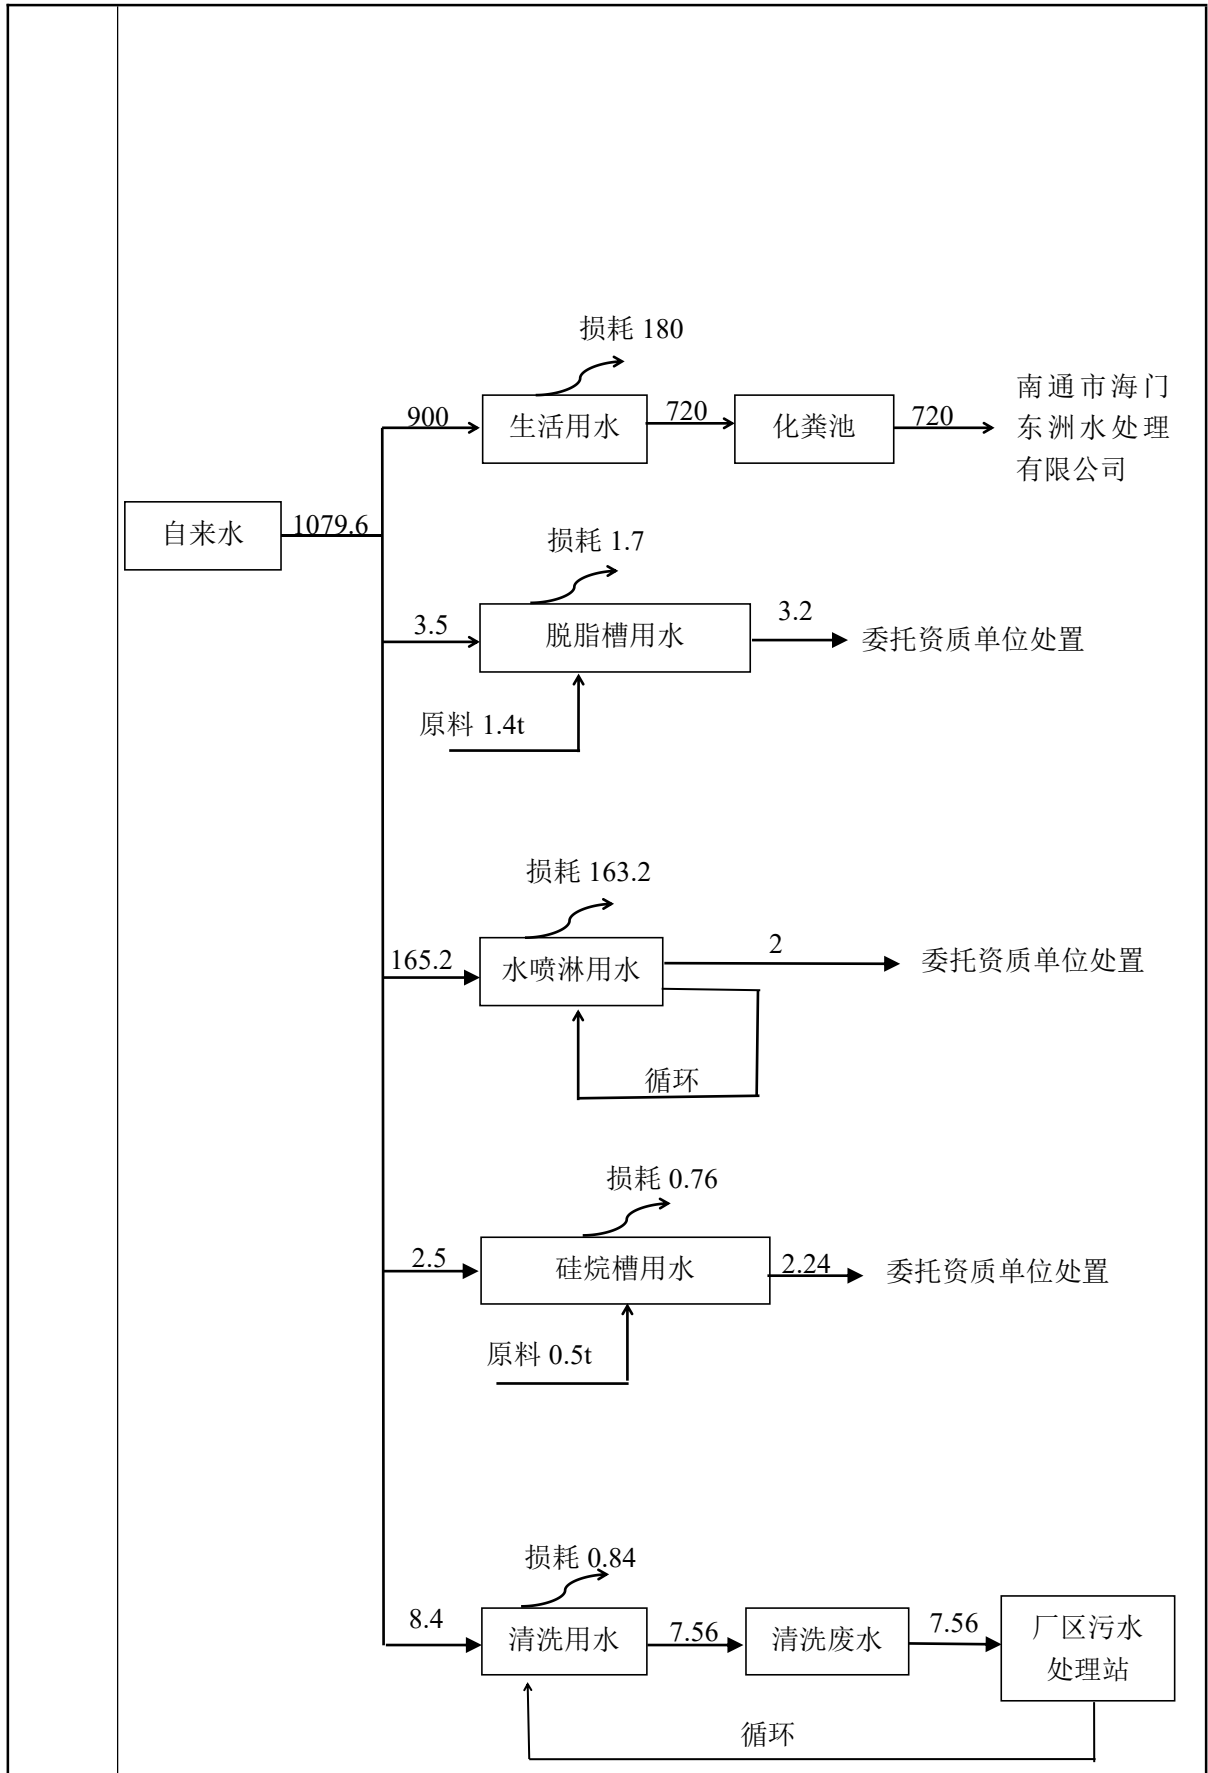 损耗 180
900
生活用水
720
化粪池
720
南通市海门
东洲水处理
有限公司
自来水
1079.6
损耗 1.7
3.5
脱脂槽用水
3.2
委托资质单位处置
原料 1.4t
损耗 163.2
165.2
水喷淋用水
2
委托资质单位处置
循环
损耗 0.76
2.5
硅烷槽用水
2.24
委托资质单位处置
原料 0.5t
损耗 0.84
8.4
清洗用水
7.56
清洗废水
7.56
厂区污水
处理站
循环